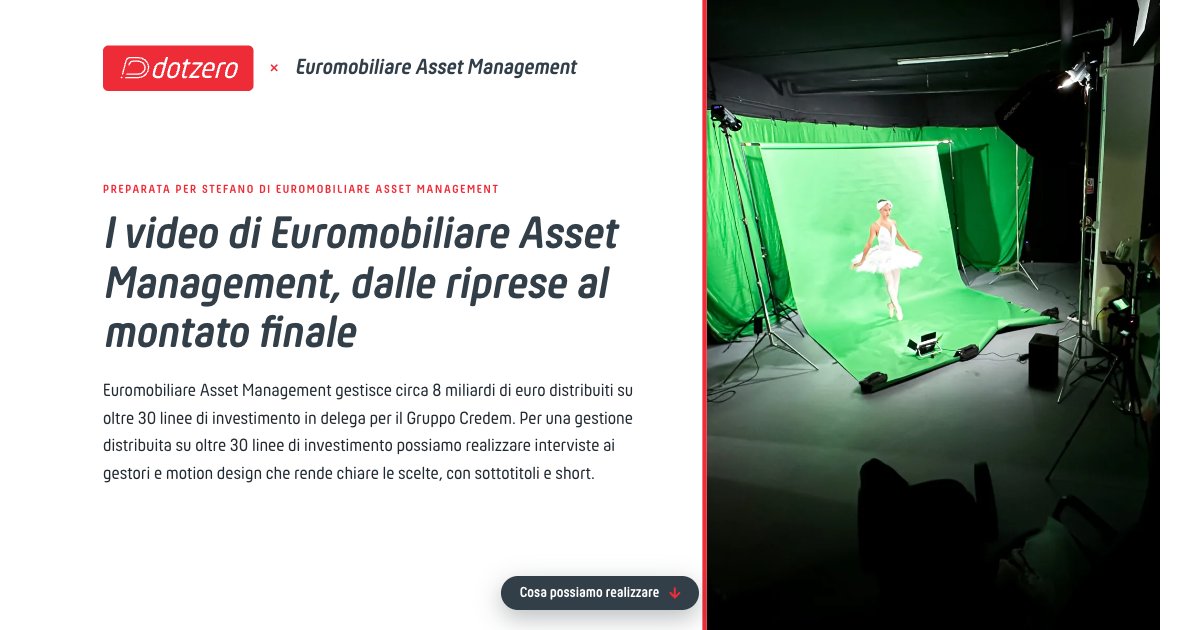 dotzero × Euromobiliare Asset Management
PREPARATA PER STEFANO DI EUROMOBILIARE ASSET MANAGEMENT
I video di Euromobiliare Asset
Management, dalle riprese al
montato finale
Euromobiliare Asset Management gestisce circa 8 miliardi di euro distribuiti su
oltre 30 linee di investimento in delega per il Gruppo Credem. Per una gestione
distribuita su oltre 30 linee di investimento possiamo realizzare interviste ai
gestori e motion design che rende chiare le scelte, con sottotitoli e short.
Cosa possiamo realizzare ↓